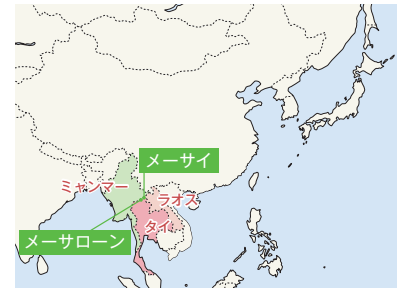 メーサイ
ミャンマー
ラオス
タイ
メーサローン